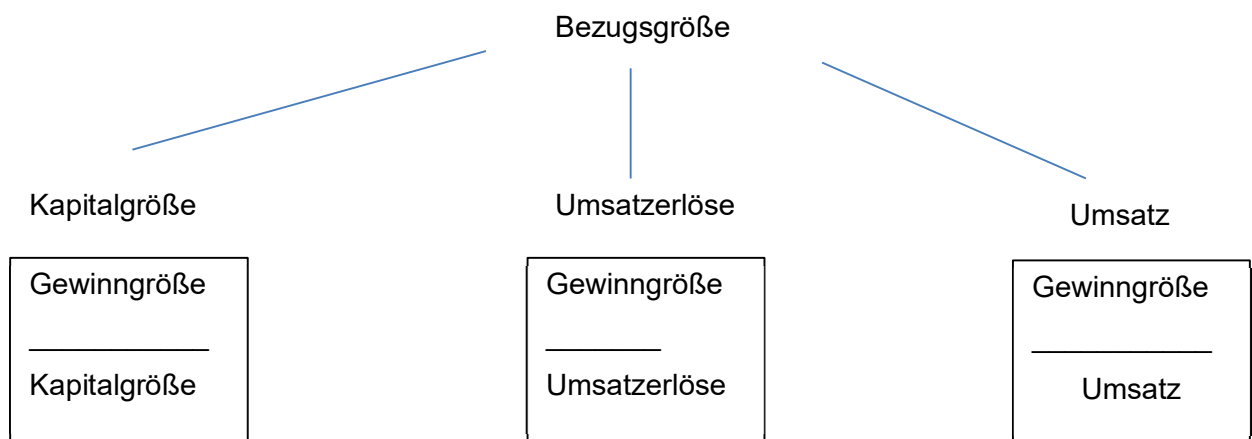 Bezugsgröße
Kapitalgröße
Umsatzerlöse
Umsatz
Gewinngröße
Kapitalgröße
Gewinngröße
Umsatzerlöse
Gewinngröße
Umsatz